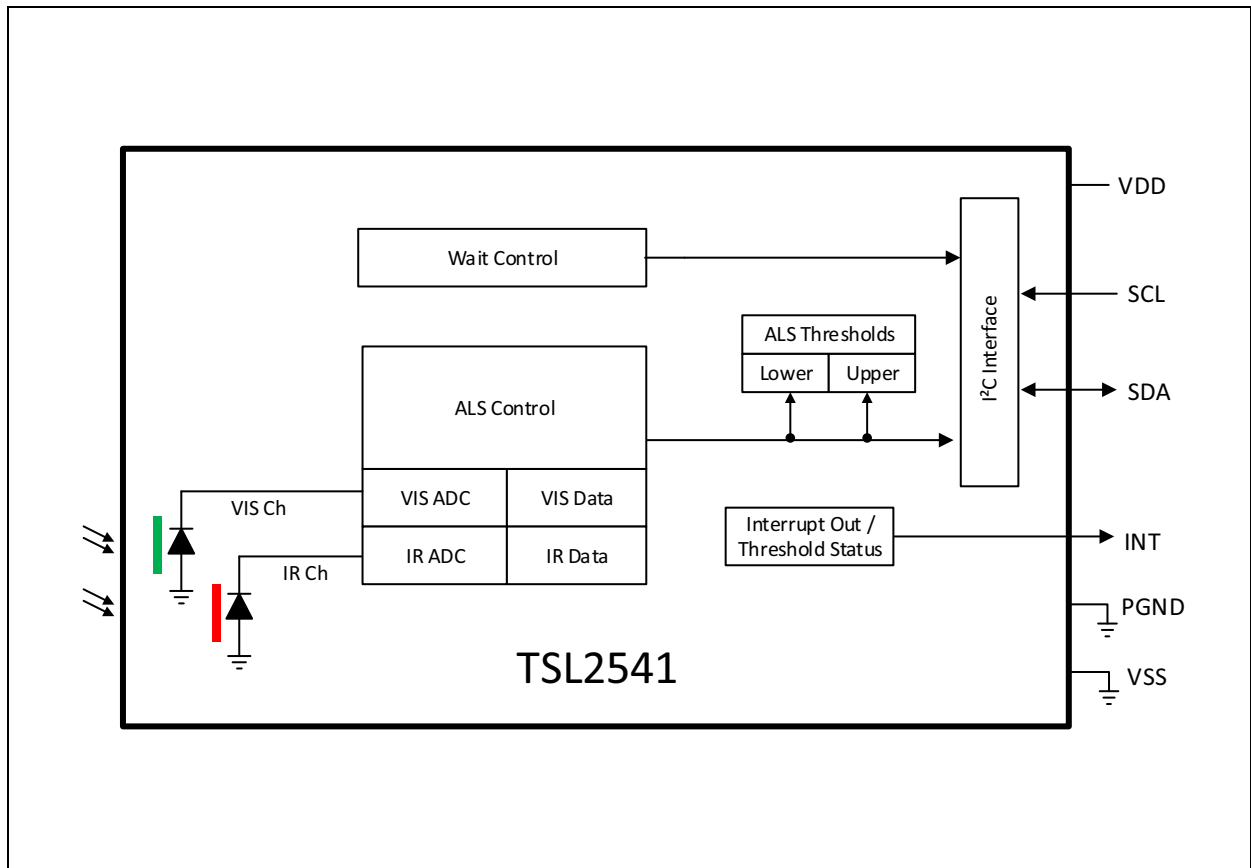 VDD
Wait Control
SCL
I²C Interface
ALS Thresholds
Lower
Upper
SDA
ALS Control
VIS Ch
VIS ADC
VIS Data
IR Ch
IR ADC
IR Data
Interrupt Out /
Threshold Status
INT
PGND
TSL2541
VSS